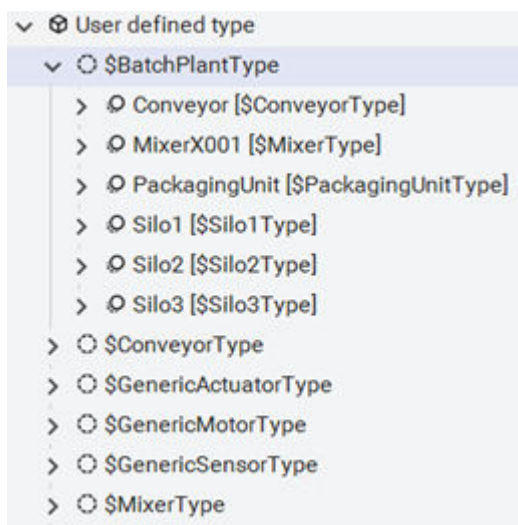 User defined type
$BatchPlantType
Conveyor [$ConveyorType]
MixerX001 [$MixerType]
PackagingUnit [$PackagingUnitType]
Silo1 [$Silo1Type]
Silo2 [$Silo2Type]
Silo3 [$Silo3Type]
$ConveyorType
$GenericActuatorType
$GenericMotorType
$GenericSensorType
$MixerType